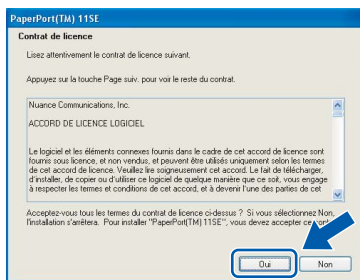 PaperPort(TM) 11SE
Contrat de licence
Lisez attentivement le contrat de licence suivant.
Appuyez sur la touche Page suiv. pour voir le reste du contrat.
Nuance Communications, Inc.
ACCORD DE LICENCE LOGICIEL
Le logiciel et les éléments connexes fournis dans le cadre de cet accord de licence sont
fournis sous licence, et non vendus, et peuvent être utilisés uniquement selon les termes
de cet accord de licence. Veuillez lire soigneusement cet accord. Le fait de télécharger,
d'installer, de copier ou d'utiliser ce logiciel de quelque manière que ce soit, vous engage
à respecter les termes et conditions de cet accord, et à devenir l'une des parties de cet
Acceptez-vous tous les termes du contrat de licence ci-dessus ? Si vous sélectionnez Non,
l'installation s'arrêtera. Pour installer "PaperPort(TM) 11SE", vous devez accepter ce
Oui
Non